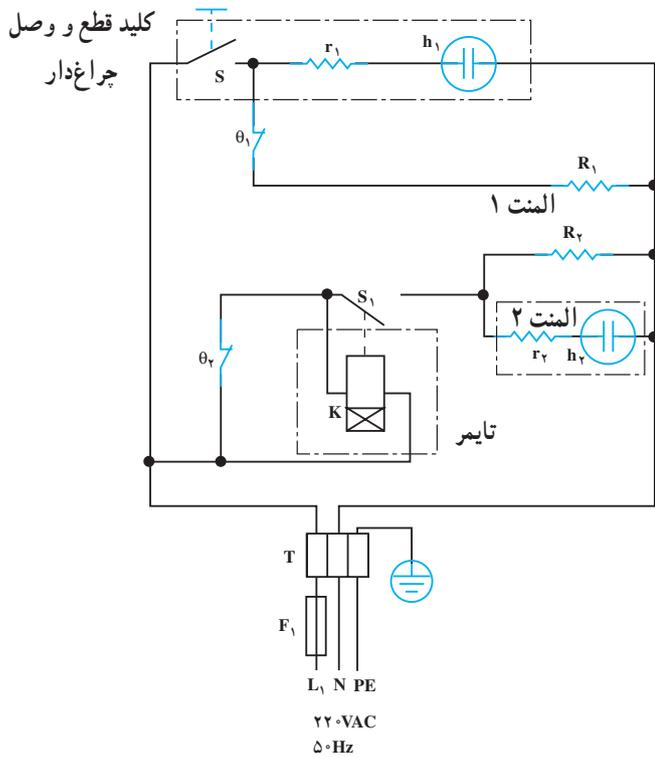 کلید قطع و وصل
چراغ‌دار
S
r۱
h۱
θ۱
R۱
المنت ۱
R۲
S۱
المنت ۲
r۲
h۲
θ۲
K
تایمر
T
F۱
L۱ N PE
۲۲۰VAC
۵۰Hz